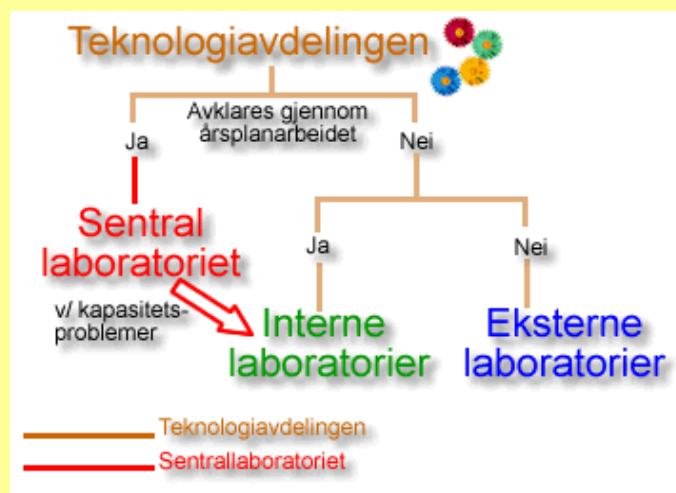 Teknologiavdelingen
Avklares gjennom
årsplanarbeidet
Ja
Nei
Sentral
laboratoriet
Ja
Nei
v/ kapasitets-
problemer
Interne
laboratorier
Eksterne
laboratorier
Teknologiavdelingen
Sentrallaboratoriet